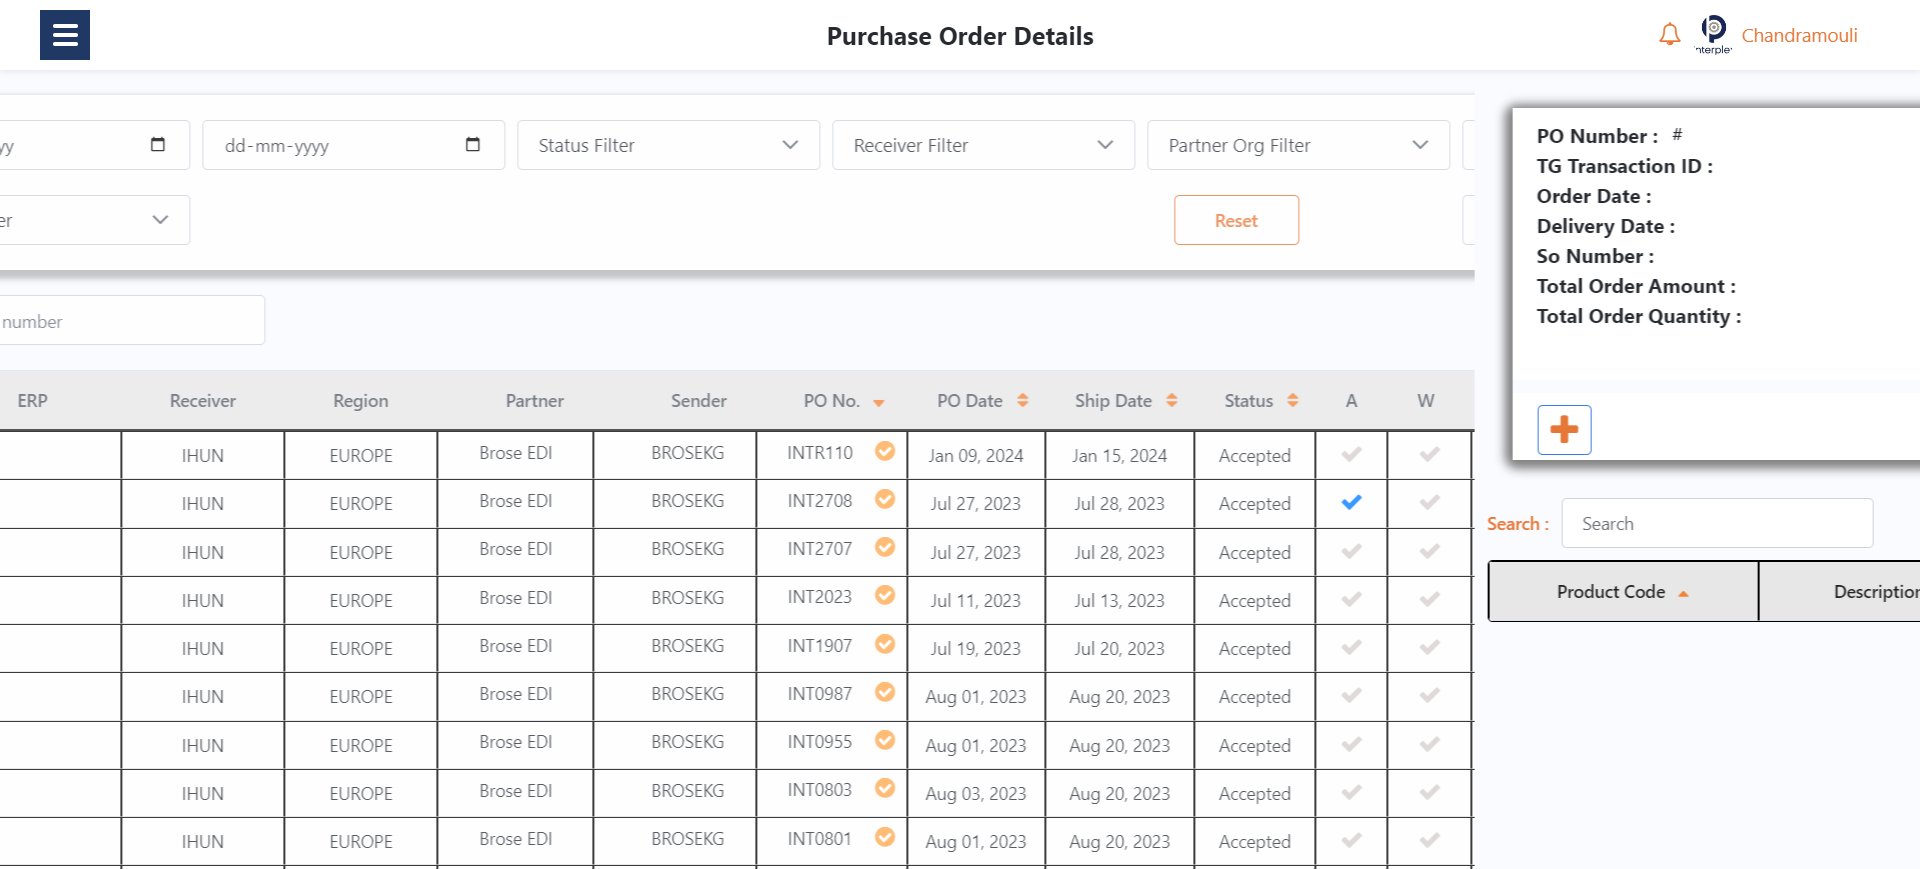 Purchase Order Details
nterple
Chandramouli
yy
dd-mm-yyyy
Status Filter
Receiver Filter
Partner Org Filter
er
Reset
number
ERP Receiver Region Partner Sender PO No. PO Date Ship Date Status A W
IHUN EUROPE Brose EDI BROSEKG INTR110 Jan 09, 2024 Jan 15, 2024 Accepted
IHUN EUROPE Brose EDI BROSEKG INT2708 Jul 27, 2023 Jul 28, 2023 Accepted
IHUN EUROPE Brose EDI BROSEKG INT2707 Jul 27, 2023 Jul 28, 2023 Accepted
IHUN EUROPE Brose EDI BROSEKG INT2023 Jul 11, 2023 Jul 13, 2023 Accepted
IHUN EUROPE Brose EDI BROSEKG INT1907 Jul 19, 2023 Jul 20, 2023 Accepted
IHUN EUROPE Brose EDI BROSEKG INT0987 Aug 01, 2023 Aug 20, 2023 Accepted
IHUN EUROPE Brose EDI BROSEKG INT0955 Aug 01, 2023 Aug 20, 2023 Accepted
IHUN EUROPE Brose EDI BROSEKG INT0803 Aug 03, 2023 Aug 20, 2023 Accepted
IHUN EUROPE Brose EDI BROSEKG INT0801 Aug 01, 2023 Aug 20, 2023 Accepted
PO Number : #
TG Transaction ID :
Order Date :
Delivery Date :
So Number :
Total Order Amount :
Total Order Quantity :
Search : Search
Product Code Description